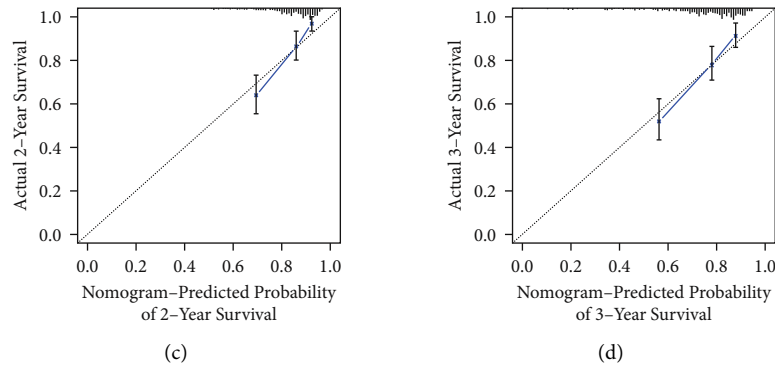 Actual 2–Year Survival
1.0
0.8
0.6
0.4
0.2
0.0
0.0 0.2 0.4 0.6 0.8 1.0
Nomogram–Predicted Probability
of 2–Year Survival
(c)
Actual 3–Year Survival
1.0
0.8
0.6
0.4
0.2
0.0
0.0 0.2 0.4 0.6 0.8 1.0
Nomogram–Predicted Probability
of 3–Year Survival
(d)